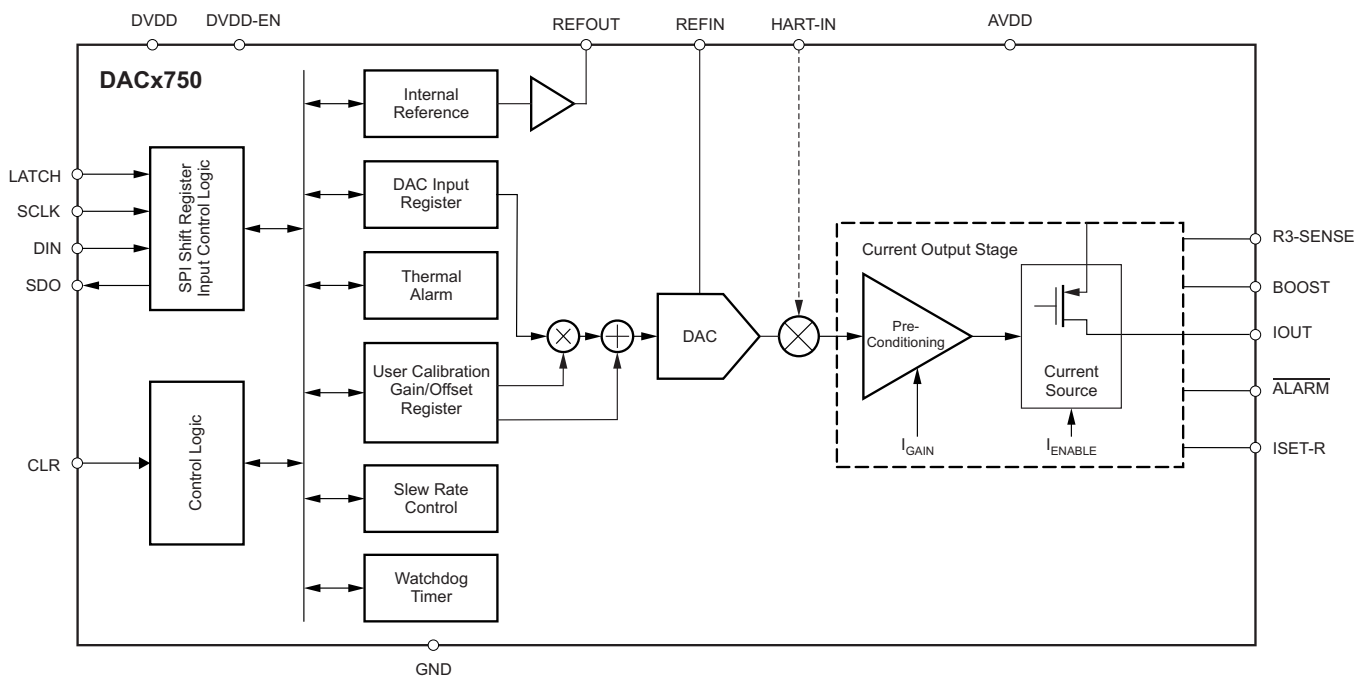 DVDD
DVDD-EN
REFOUT
REFIN
HART-IN
AVDD
DACx750
Internal
Reference
LATCH
SCLK
DIN
SDO
SPI Shift Register
Input Control Logic
DAC Input
Register
Thermal
Alarm
User Calibration
Gain/Offset
Register
DAC
Current Output Stage
Pre-
Conditioning
Current
Source
IGAIN
IENABLE
R3-SENSE
BOOST
IOUT
ALARM
ISET-R
CLR
Control Logic
Slew Rate
Control
Watchdog
Timer
GND